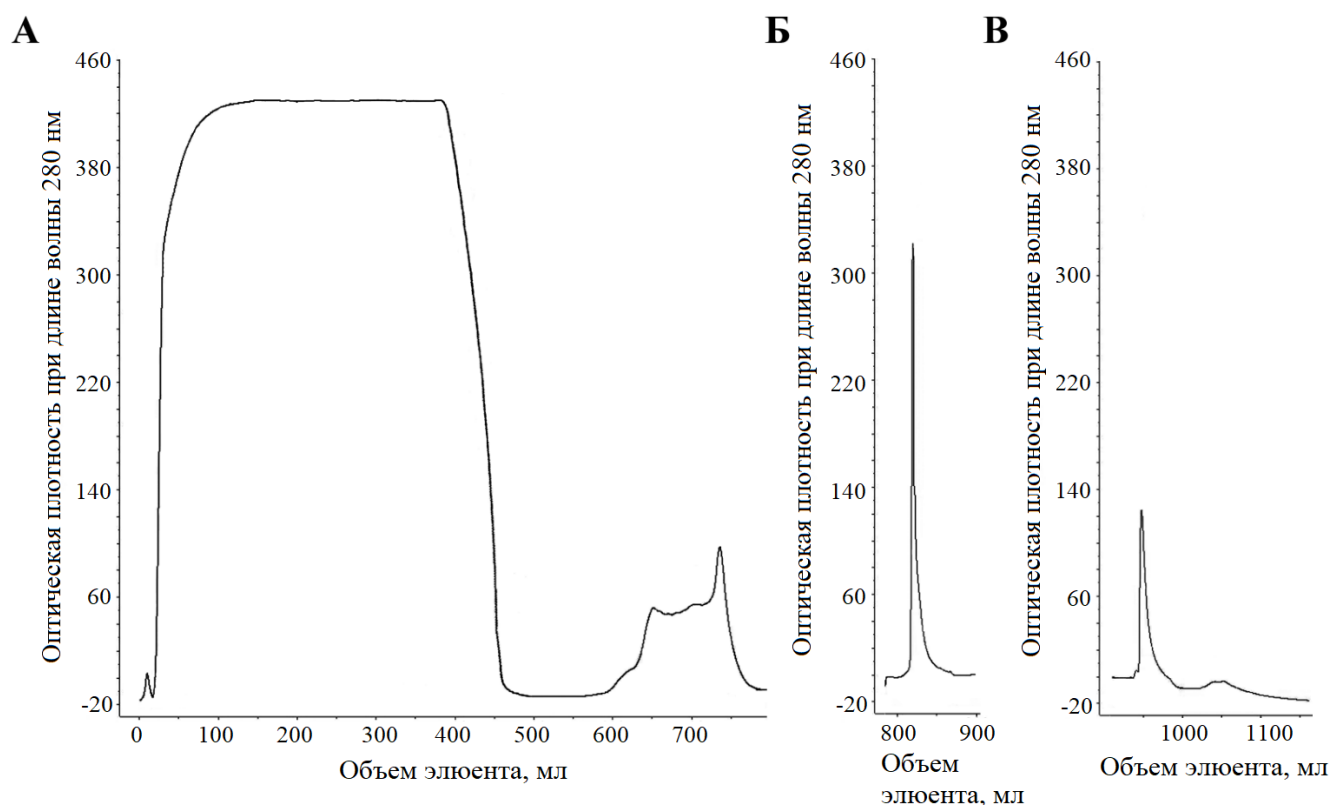 А
Оптическая плотность при длине волны 280 нм
460
380
300
220
140
60
-20
0 100 200 300 400 500 600 700
Объем элюента, мл
Б
Оптическая плотность при длине волны 280 нм
460
380
300
220
140
60
-20
800 900
Объем
элюента, мл
В
Оптическая плотность при длине волны 280 нм
460
380
300
220
140
60
-20
1000 1100
Объем элюента, мл